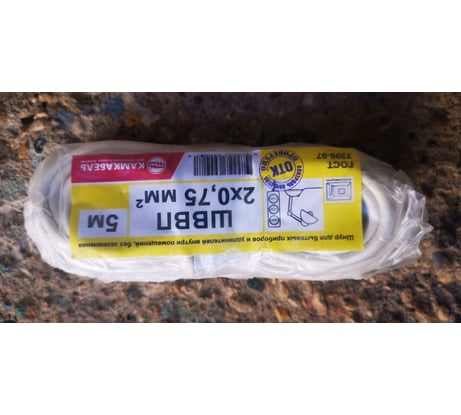 КАМКАБЕЛЬ
ГОСТ
7399-97
ПРОВЕРЕНО
ОТК
ШВВП
2х0,75 мм²
5м
Шнур для бытовых приборов и удлинителей внутри помещений, без заземления